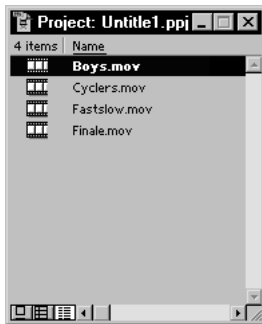 Project: Untitle1.ppj
4 items Name
Boys.mov
Cyclers.mov
Fastslow.mov
Finale.mov